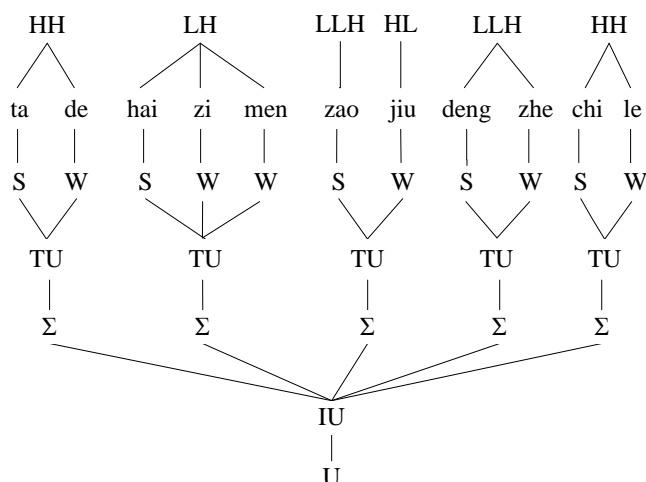 HH LH LLH HL LLH HH
ta de hai zi men zao jiu deng zhe chi le
S W S W W S W S W S W
TU TU TU TU TU
Σ Σ Σ Σ Σ
IU
U